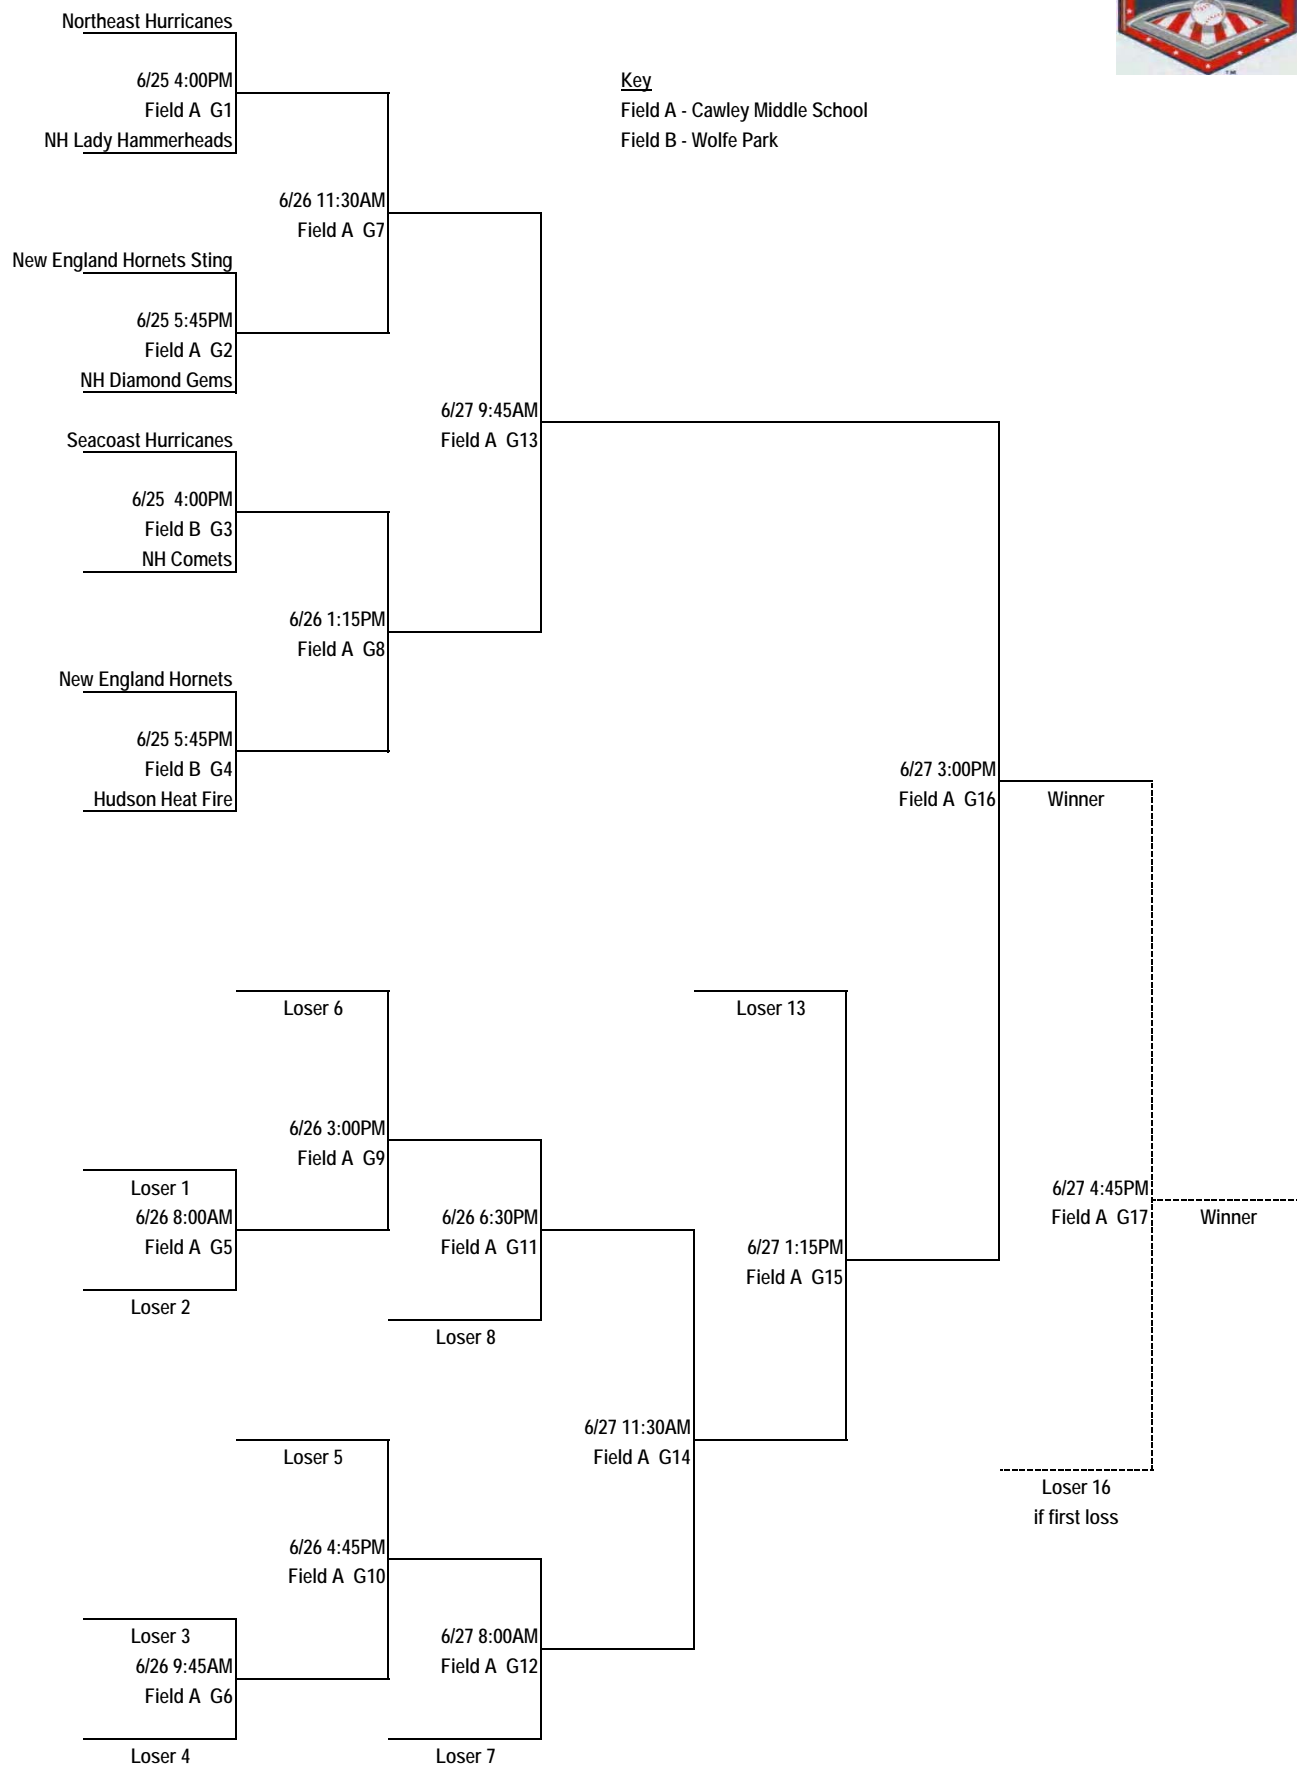 Northeast Hurricanes
6/25 4:00PM
Field A G1
NH Lady Hammerheads
Key
Field A - Cawley Middle School
Field B - Wolfe Park
6/26 11:30AM
Field A G7
New England Hornets Sting
6/25 5:45PM
Field A G2
NH Diamond Gems
6/27 9:45AM
Field A G13
Seacoast Hurricanes
6/25 4:00PM
Field B G3
NH Comets
6/26 1:15PM
Field A G8
New England Hornets
6/25 5:45PM
Field B G4
Hudson Heat Fire
6/27 3:00PM
Field A G16
Winner
Loser 6
Loser 13
6/26 3:00PM
Field A G9
Loser 1
6/26 8:00AM
Field A G5
Loser 2
6/26 6:30PM
Field A G11
Loser 8
6/27 1:15PM
Field A G15
6/27 4:45PM
Field A G17
Winner
6/27 11:30AM
Field A G14
Loser 5
Loser 16
if first loss
6/26 4:45PM
Field A G10
Loser 3
6/26 9:45AM
Field A G6
Loser 4
6/27 8:00AM
Field A G12
Loser 7